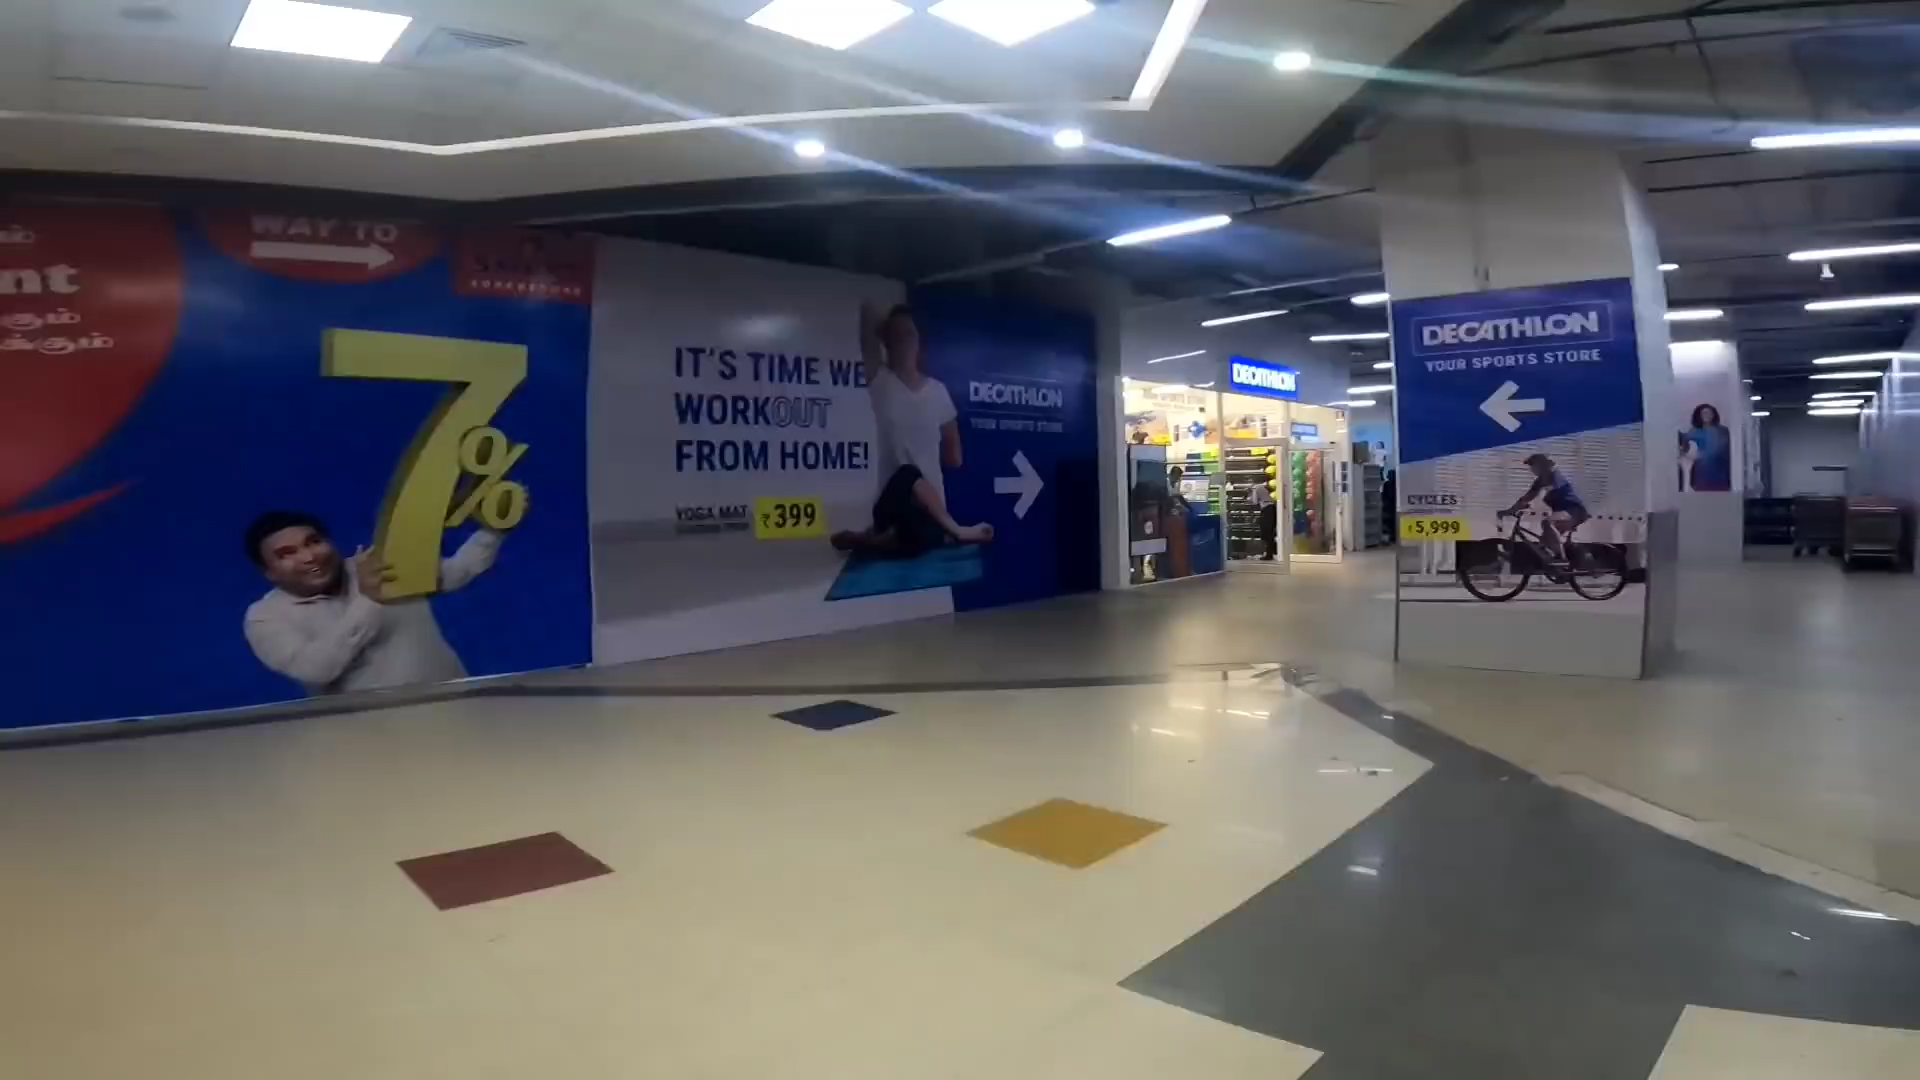 nt
WAY TO
7%
IT'S TIME WE
WORKOUT
FROM HOME!
YOGA MAT
₹399
DECATHLON
YOUR SPORTS STORE
DECATHLON
DECATHLON
YOUR SPORTS STORE
CYCLES
₹5,999